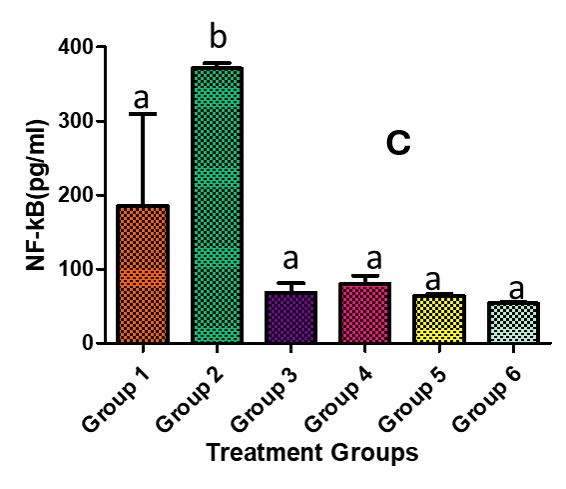 b
400
a
300
C
NF-kB(pg/ml)
200
a
a
a
a
100
0
Group 1
Group 2
Group 3
Group 4
Group 5
Group 6
Treatment Groups